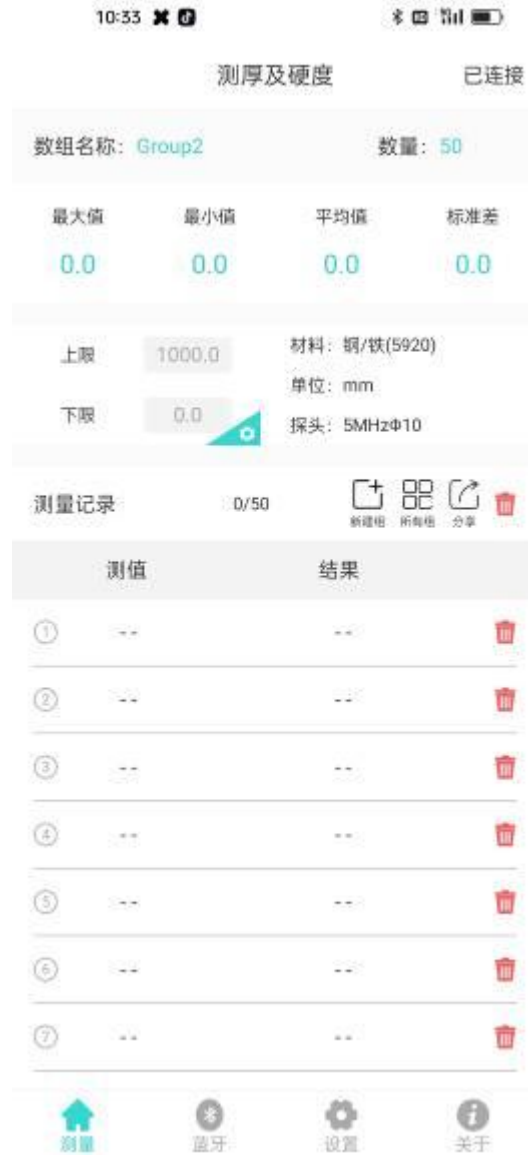 10:33
测厚及硬度 已连接
数组名称：Group2 数量：50
最大值 最小值 平均值 标准差
0.0 0.0 0.0 0.0
上限 1000.0
下限 0.0
材料：钢/铁(5920)
单位：mm
探头：5MHzΦ10
测量记录 0/50
新建组 所有组 分享
测值 结果
① -- --
② -- --
③ -- --
④ -- --
⑤ -- --
⑥ -- --
⑦ -- --
测量 蓝牙 设置 关于